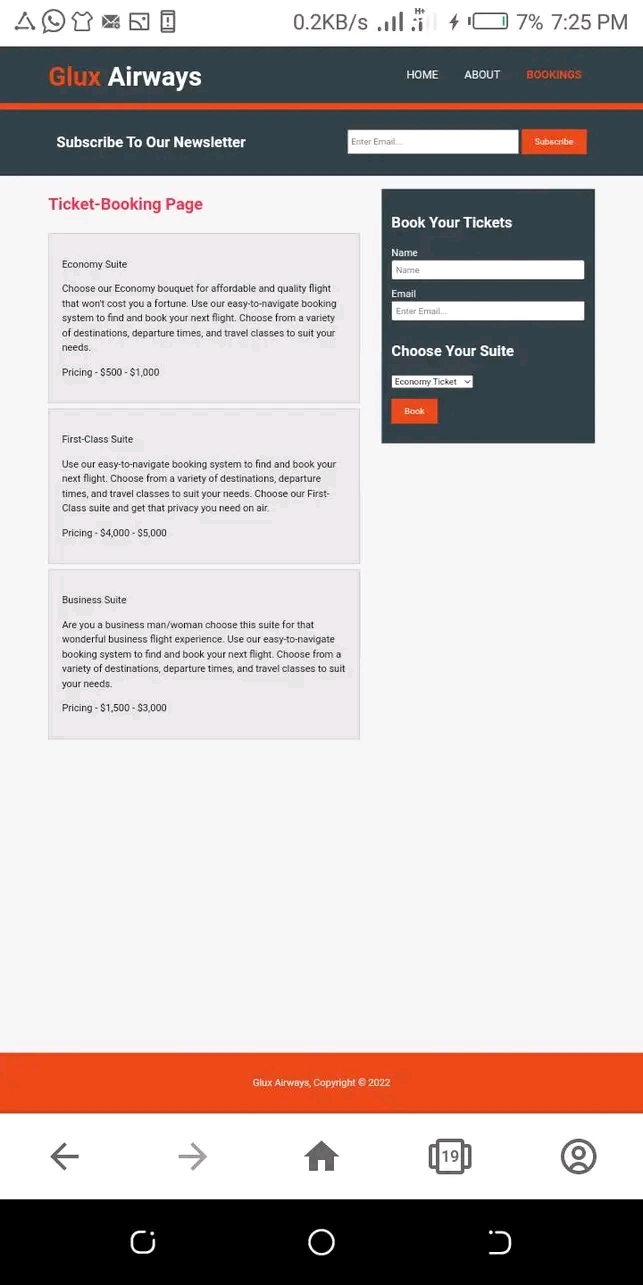 0.2KB/s H+ 7% 7:25 PM
Glux Airways
HOME ABOUT BOOKINGS
Subscribe To Our Newsletter
Enter Email...
Subscribe
Ticket-Booking Page
Economy Suite
Choose our Economy bouquet for affordable and quality flight
that won't cost you a fortune. Use our easy-to-navigate booking
system to find and book your next flight. Choose from a variety
of destinations, departure times, and travel classes to suit your
needs.
Pricing - $500 - $1,000
First-Class Suite
Use our easy-to-navigate booking system to find and book your
next flight. Choose from a variety of destinations, departure
times, and travel classes to suit your needs. Choose our First-
Class suite and get that privacy you need on air.
Pricing - $4,000 - $5,000
Business Suite
Are you a business man/woman choose this suite for that
wonderful business flight experience. Use our easy-to-navigate
booking system to find and book your next flight. Choose from a
variety of destinations, departure times, and travel classes to suit
your needs.
Pricing - $1,500 - $3,000
Book Your Tickets
Name
Name
Email
Enter Email...
Choose Your Suite
Economy Ticket
Book
Glux Airways, Copyright © 2022
19